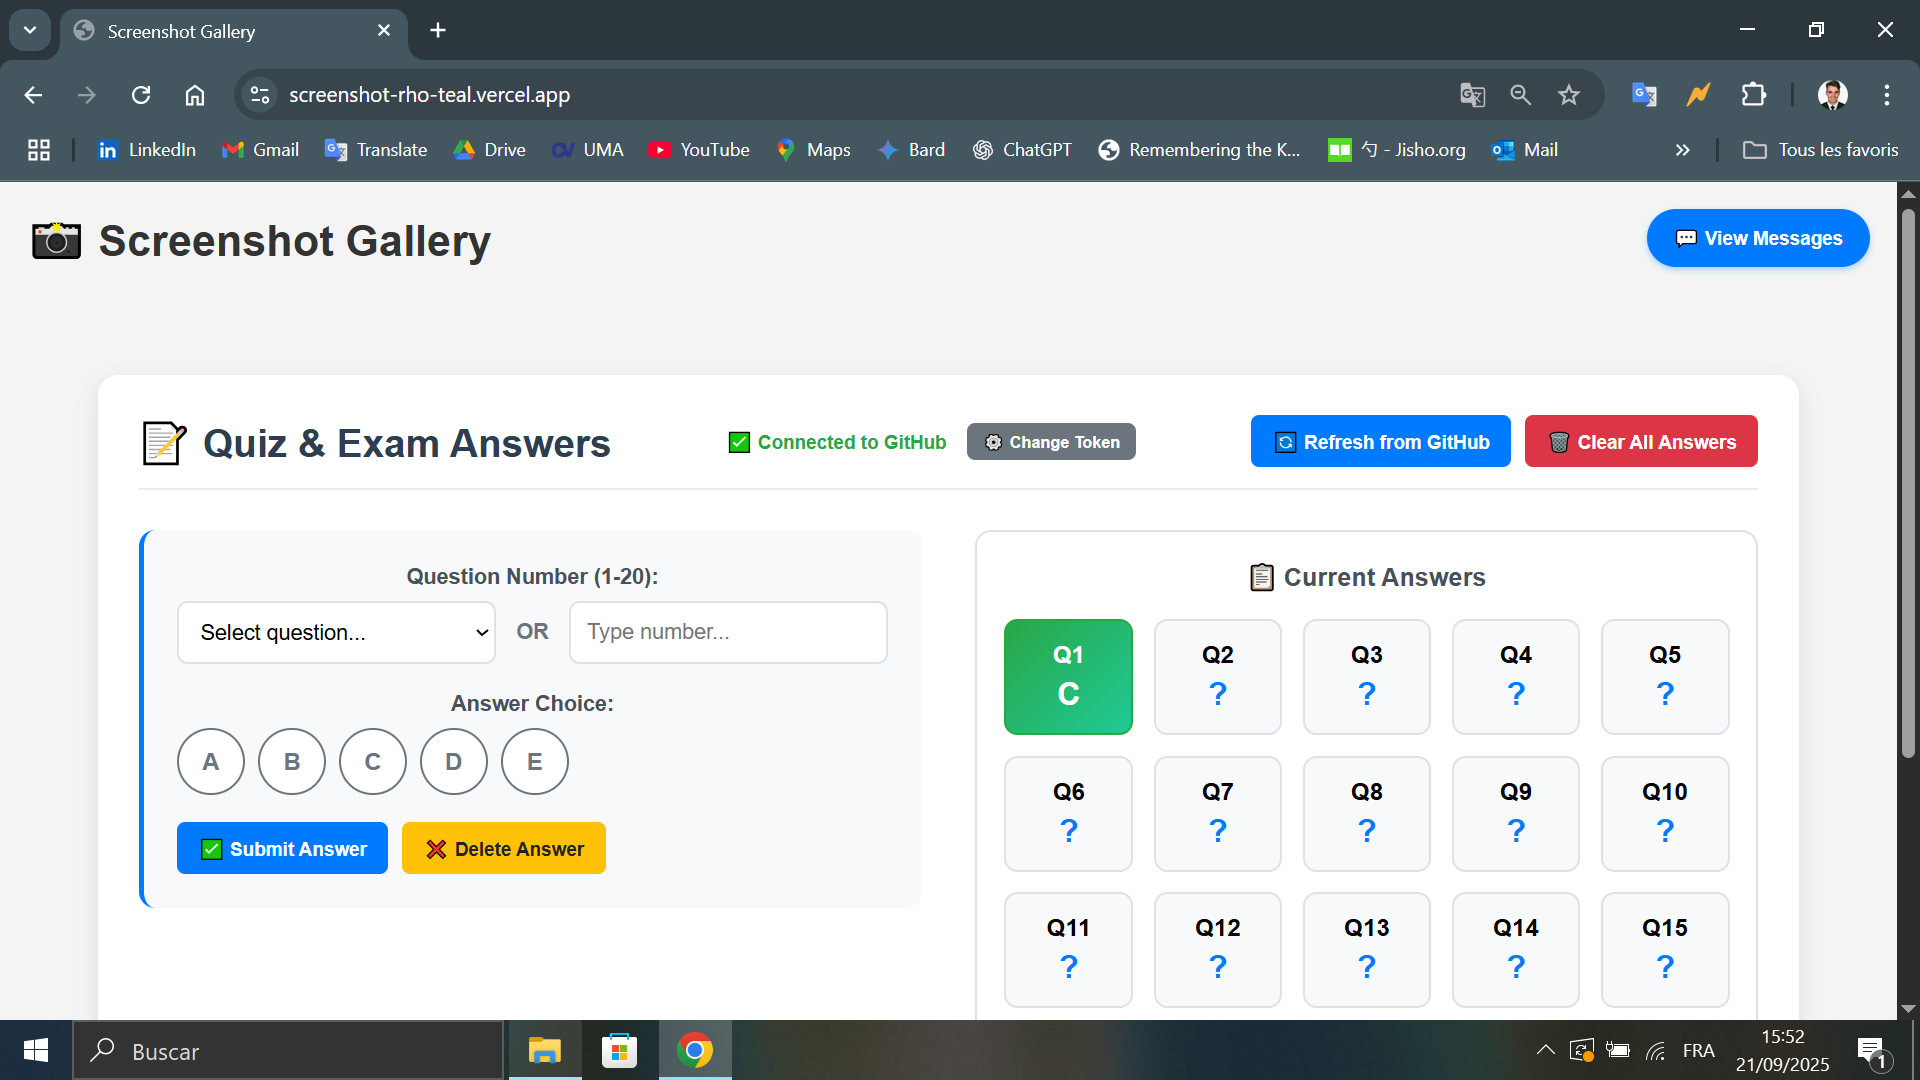 Screenshot Gallery
screenshot-rho-teal.vercel.app
LinkedIn Gmail Translate Drive UMA YouTube Maps Bard ChatGPT Remembering the K... 勺 - Jisho.org Mail Tous les favoris
Screenshot Gallery
View Messages
Quiz & Exam Answers
Connected to GitHub
Change Token
Refresh from GitHub
Clear All Answers
Question Number (1-20):
Select question...
OR
Type number...
Answer Choice:
A B C D E
Submit Answer
Delete Answer
Current Answers
Q1 Q2 Q3 Q4 Q5
C ? ? ? ?
Q6 Q7 Q8 Q9 Q10
? ? ? ? ?
Q11 Q12 Q13 Q14 Q15
? ? ? ? ?
Buscar
FRA
15:52
21/09/2025
1